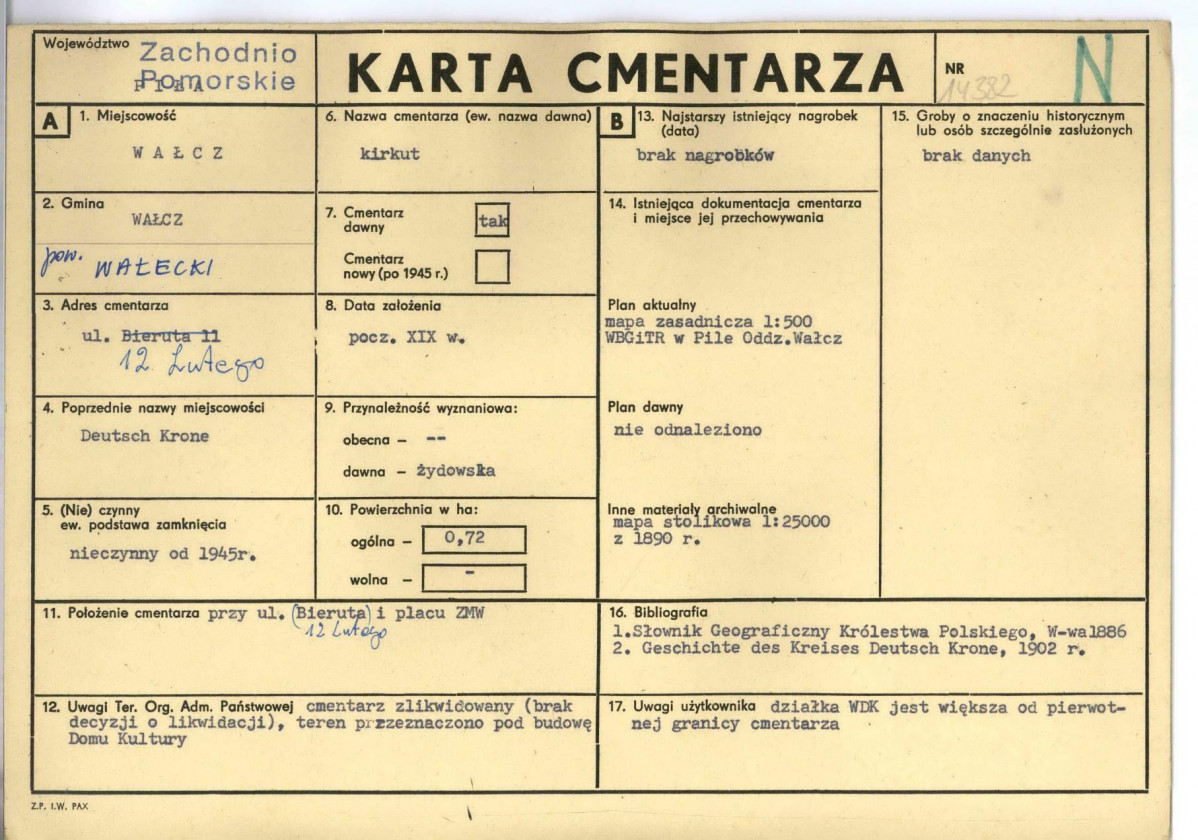 Województwo Zachodnio
Pomorskie
PIŁA
KARTA CMENTARZA
NR
14382
N
A
1. Miejscowość
WAŁCZ
2. Gmina
WAŁCZ
pow. WAŁECKI
3. Adres cmentarza
ul. Bieruta 11
12 Lutego
4. Poprzednie nazwy miejscowości
Deutsch Krone
5. (Nie) czynny
ew. podstawa zamknięcia
nieczynny od 1945r.
6. Nazwa cmentarza (ew. nazwa dawna)
kirkut
7. Cmentarz
dawny
tak
Cmentarz
nowy (po 1945 r.)
8. Data założenia
pocz. XIX w.
9. Przynależność wyznaniowa:
obecna – --
dawna – żydowska
10. Powierzchnia w ha:
ogólna – 0,72
wolna – -
B
13. Najstarszy istniejący nagrobek
(data)
brak nagrobków
14. Istniejąca dokumentacja cmentarza
i miejsce jej przechowywania
Plan aktualny
mapa zasadnicza 1:500
WBGiTR w Pile Oddz.Wałcz
Plan dawny
nie odnaleziono
Inne materiały archiwalne
mapa stolikowa 1:25000
z 1890 r.
15. Groby o znaczeniu historycznym
lub osób szczególnie zasłużonych
brak danych
11. Położenie cmentarza przy ul. (Bieruta) i placu ZMW
12 Lutego
12. Uwagi Ter. Org. Adm. Państwowej cmentarz zlikwidowany (brak
decyzji o likwidacji), teren przeznaczono pod budowę
Domu Kultury
16. Bibliografia
1.Słownik Geograficzny Królestwa Polskiego, W-wa1886
2. Geschichte des Kreises Deutsch Krone, 1902 r.
17. Uwagi użytkownika działka WDK jest większa od pierwot-
nej granicy cmentarza
Z.P. I.W. PAX